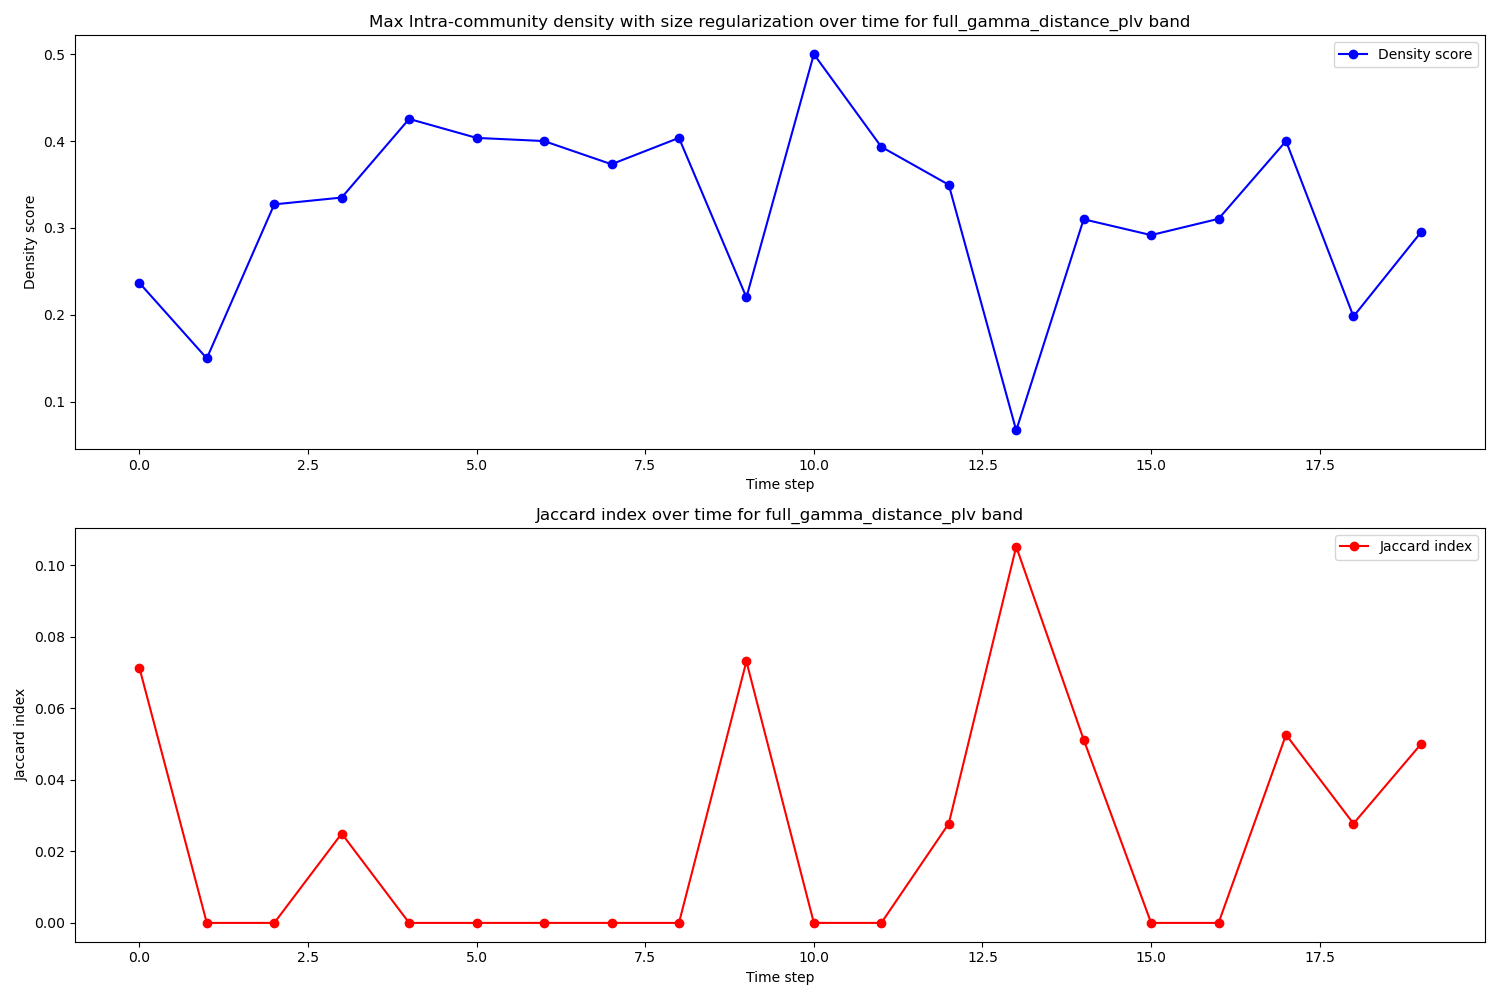 Max Intra-community density with size regularization over time for full_gamma_distance_plv band
Density score
0.5
0.4
0.3
0.2
0.1
Density score
0.0 2.5 5.0 7.5 10.0 12.5 15.0 17.5
Time step
Jaccard index over time for full_gamma_distance_plv band
Jaccard index
0.10
0.08
0.06
0.04
0.02
0.00
Jaccard index
0.0 2.5 5.0 7.5 10.0 12.5 15.0 17.5
Time step